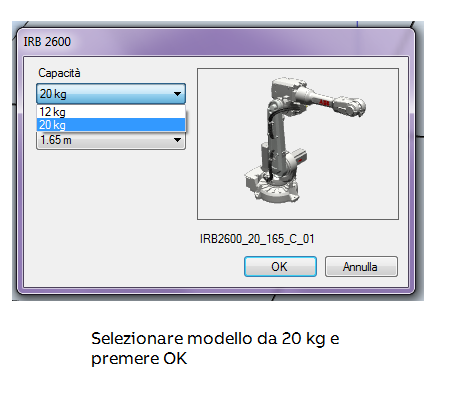 IRB 2600
Capacità
20 kg
12 kg
20 kg
1.65 m
IRB2600_20_165_C_01
OK
Annulla
Selezionare modello da 20 kg e
premere OK